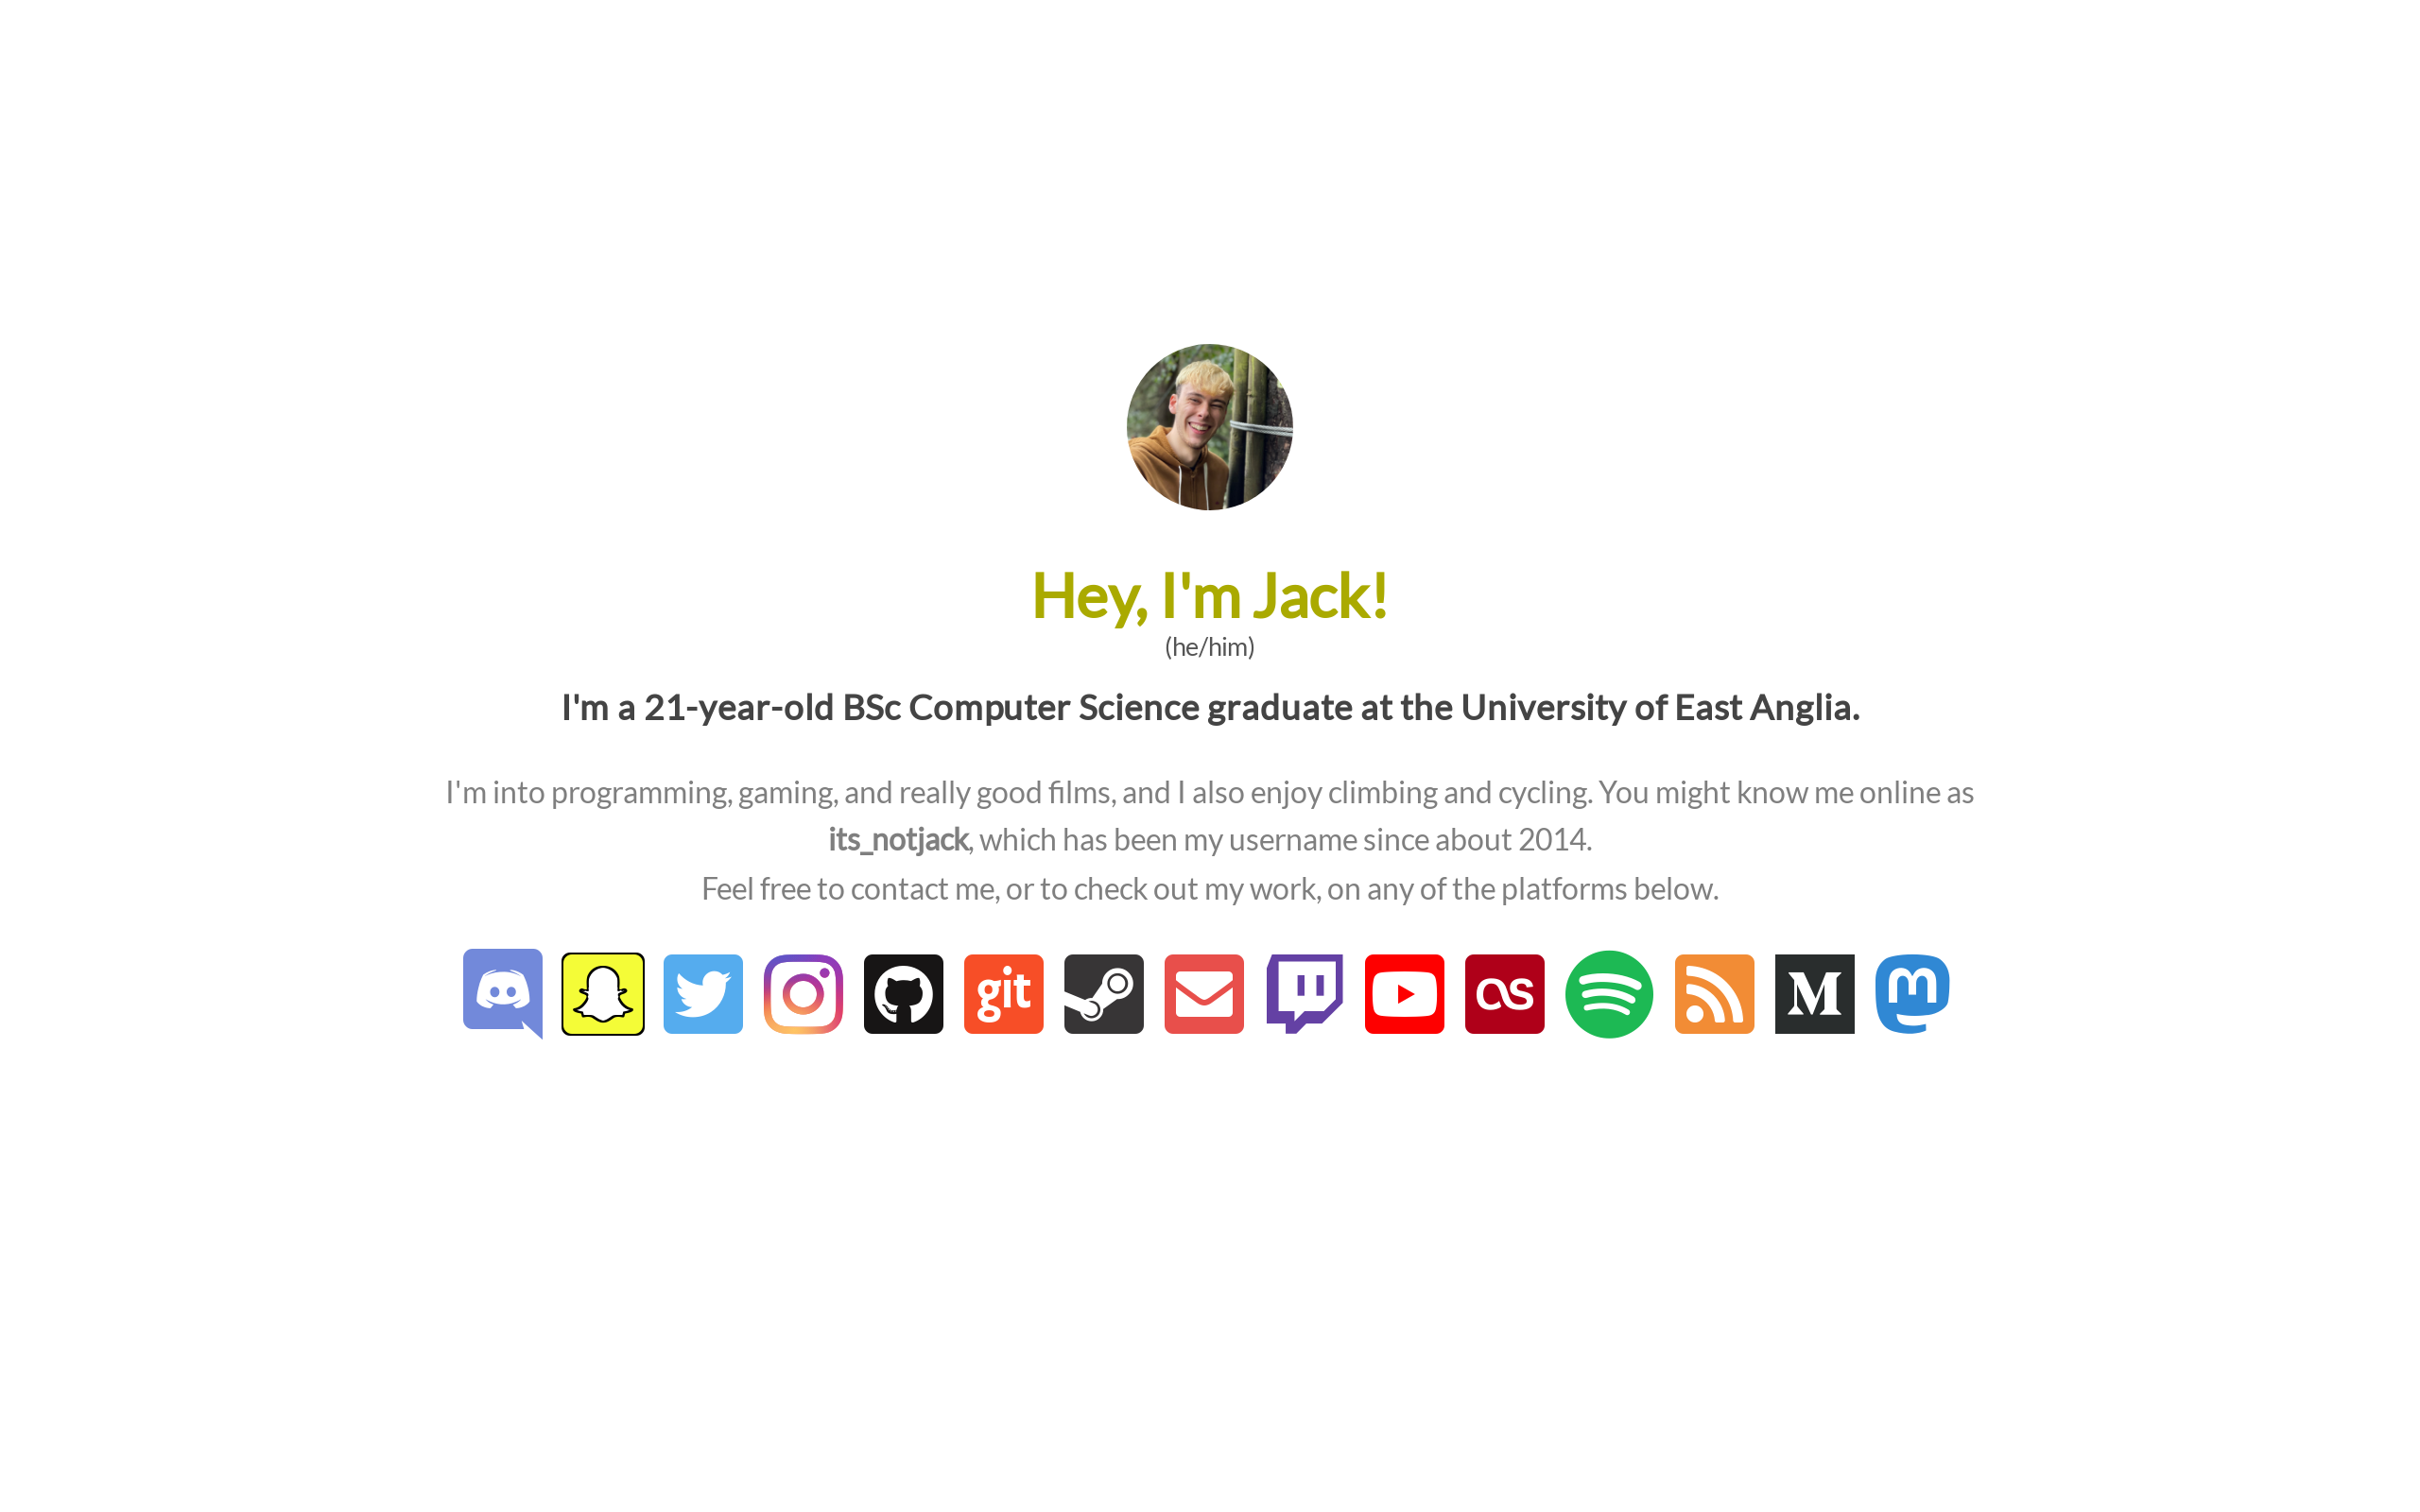 Hey, I'm Jack!
(he/him)
I'm a 21-year-old BSc Computer Science graduate at the University of East Anglia.
I'm into programming, gaming, and really good films, and I also enjoy climbing and cycling. You might know me online as
its_notjack, which has been my username since about 2014.
Feel free to contact me, or to check out my work, on any of the platforms below.
git